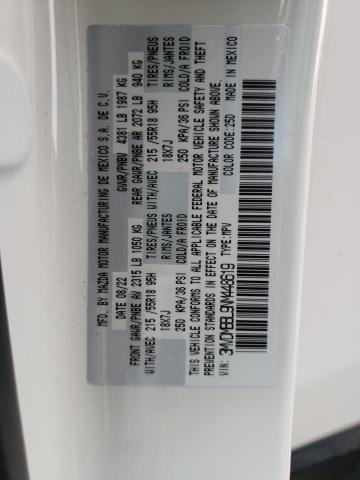 MFD. BY MAZDA MOTOR MANUFACTURING DE MEXICO S.A. DE C.V.
DATE 08/22 GVWR/PNBV 4381 LB 1987 KG
FRONT GAWR/PNBE AV 2315 LB 1050 KG REAR GAWR/PNBE AR 2072 LB 940 KG
WITH/AVEC 215 /55R18 95H TIRES/PNEUS WITH/AVEC 215 /55R18 95H TIRES/PNEUS
18X7J RIMS/JANTES 18X7J RIMS/JANTES
250 KPA/36 PSI COLD/A FROID 250 KPA/36 PSI COLD/A FROID
THIS VEHICLE CONFORMS TO ALL APPLICABLE FEDERAL MOTOR VEHICLE SAFETY AND THEFT
PREVENTION STANDARDS IN EFFECT ON THE DATE OF MANUFACTURE SHOWN ABOVE.
VIN: 3MVDMBBL9NM448619 TYPE: MPV COLOR CODE: 25D MADE IN MEXICO